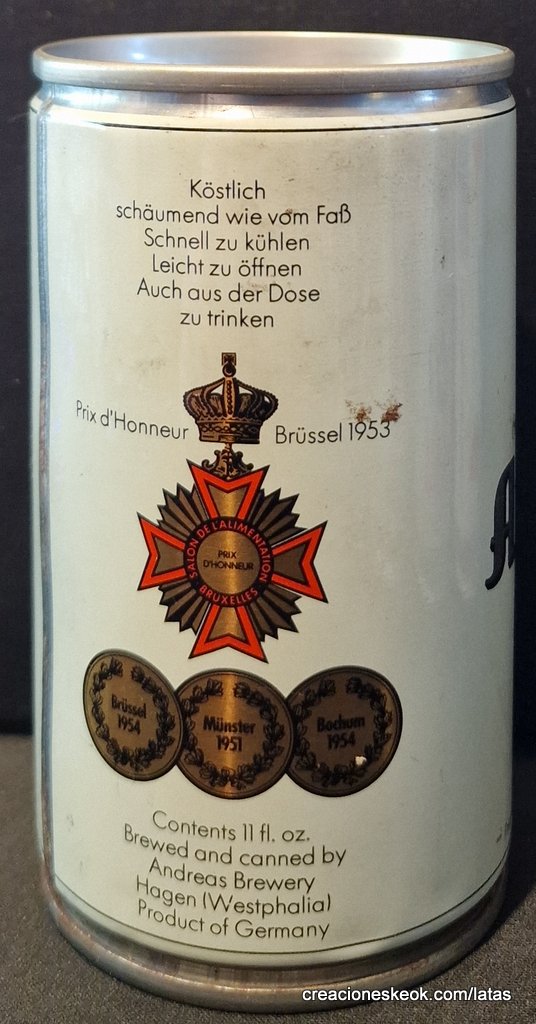 Köstlich
schäumend wie vom Faß
Schnell zu kühlen
Leicht zu öffnen
Auch aus der Dose
zu trinken
Prix d'Honneur Brüssel 1953
SALON DE L'ALIMENTATION
BRUXELLES
PRIX
D'HONNEUR
Brüssel
1954
Münster
1951
Bochum
1954
Contents 11 fl. oz.
Brewed and canned by
Andreas Brewery
Hagen (Westphalia)
Product of Germany
A
creacioneskeok.com/latas